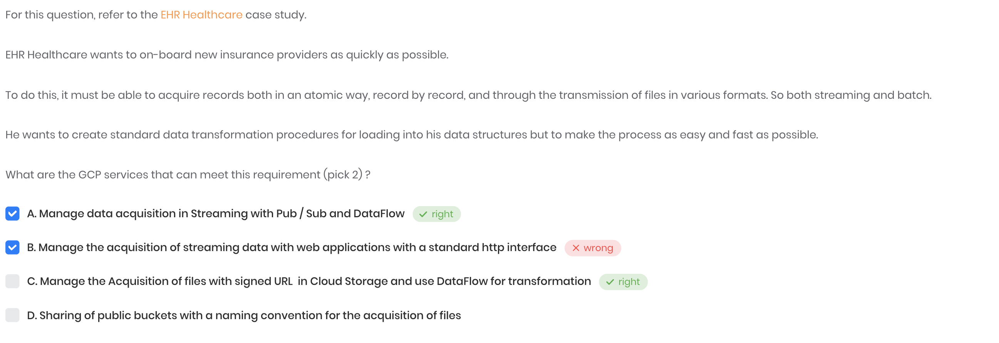 For this question, refer to the EHR Healthcare case study.
EHR Healthcare wants to on-board new insurance providers as quickly as possible.
To do this, it must be able to acquire records both in an atomic way, record by record, and through the transmission of files in various formats. So both streaming and batch.
He wants to create standard data transformation procedures for loading into his data structures but to make the process as easy and fast as possible.
What are the GCP services that can meet this requirement (pick 2) ?
A. Manage data acquisition in Streaming with Pub / Sub and DataFlow right
B. Manage the acquisition of streaming data with web applications with a standard http interface wrong
C. Manage the Acquisition of files with signed URL  in Cloud Storage and use DataFlow for transformation right
D. Sharing of public buckets with a naming convention for the acquisition of files